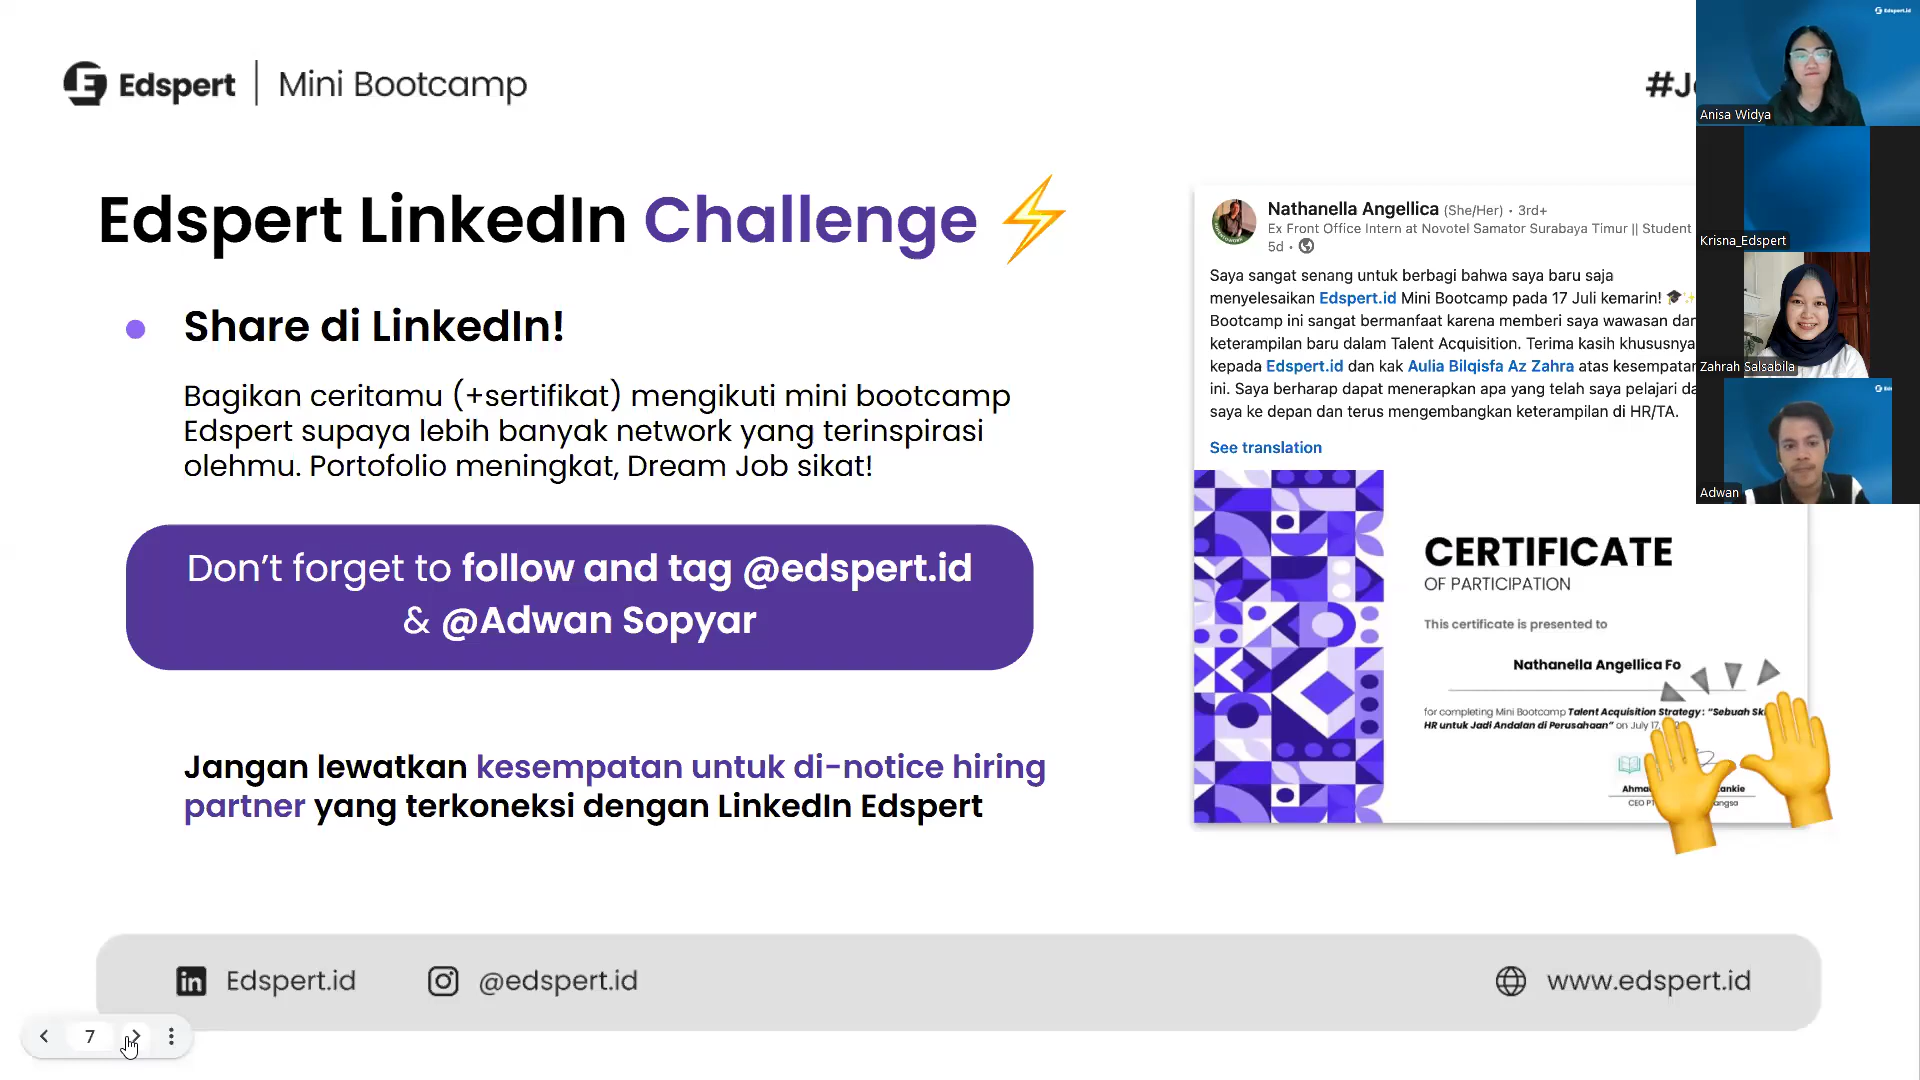 Edspert | Mini Bootcamp
Edspert LinkedIn Challenge
Share di LinkedIn!
Bagikan ceritamu (+sertifikat) mengikuti mini bootcamp
Edspert supaya lebih banyak network yang terinspirasi
olehmu. Portofolio meningkat, Dream Job sikat!
Don't forget to follow and tag @edspert.id
& @Adwan Sopyar
Jangan lewatkan kesempatan untuk di-notice hiring
partner yang terkoneksi dengan LinkedIn Edspert
Nathanella Angellica (She/Her) • 3rd+
Ex Front Office Intern at Novotel Samator Surabaya Timur || Student
5d •
Saya sangat senang untuk berbagi bahwa saya baru saja
menyelesaikan Edspert.id Mini Bootcamp pada 17 Juli kemarin!
Bootcamp ini sangat bermanfaat karena memberi saya wawasan dan
keterampilan baru dalam Talent Acquisition. Terima kasih khususnya
kepada Edspert.id dan kak Aulia Bilqisfa Az Zahra atas kesempatan
ini. Saya berharap dapat menerapkan apa yang telah saya pelajari
saya ke depan dan terus mengembangkan keterampilan di HR/TA.
See translation
CERTIFICATE
OF PARTICIPATION
This certificate is presented to
Nathanella Angellica Fo
for completing Mini Bootcamp Talent Acquisition Strategy: "Sebuah
HR untuk Jadi Andalan di Perusahaan" on July 17,
Edspert.id
Anisa Widya
Krisna_Edspert
Zahrah Salsabila
Adwan
Edspert.id
@edspert.id
www.edspert.id
7